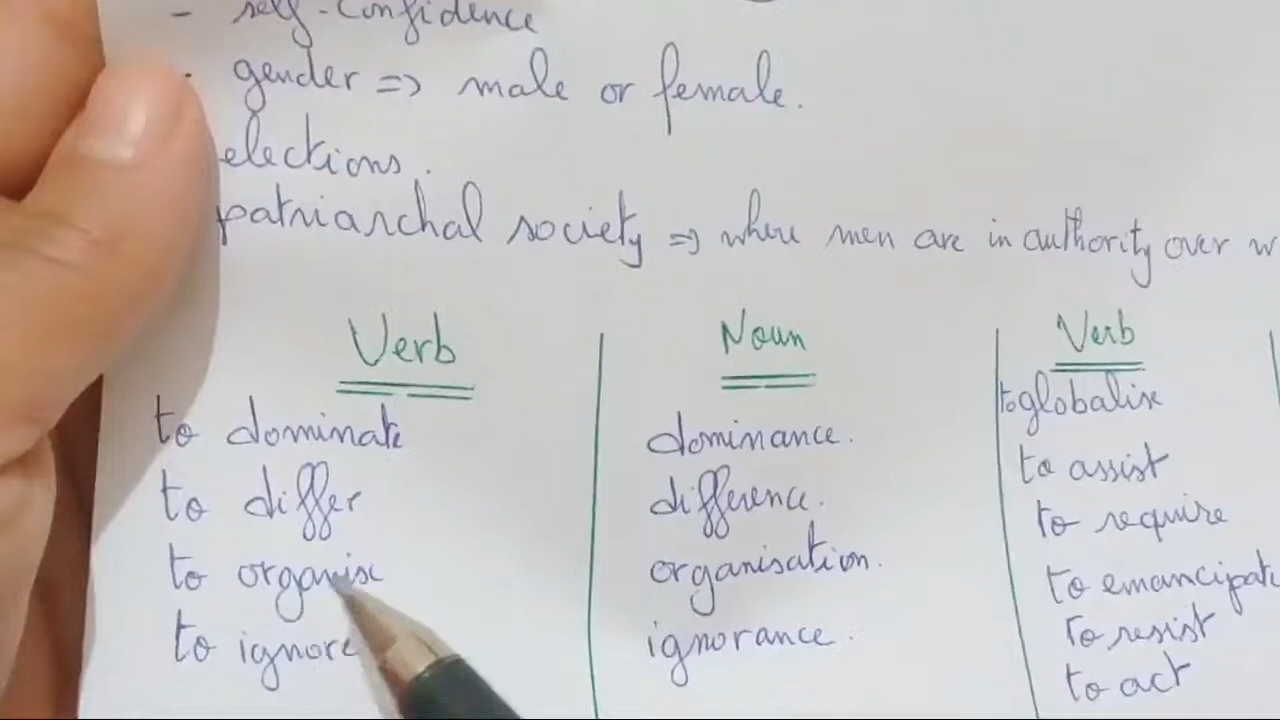 - self-confidence
- gender => male or female.
elections.
patriarchal society => where men are in authority over w
Verb Noun Verb
to dominate dominance. to globalise
to differ difference. to assist
to organise organisation. to require
to ignore ignorance. to emancipate
to resist
to act